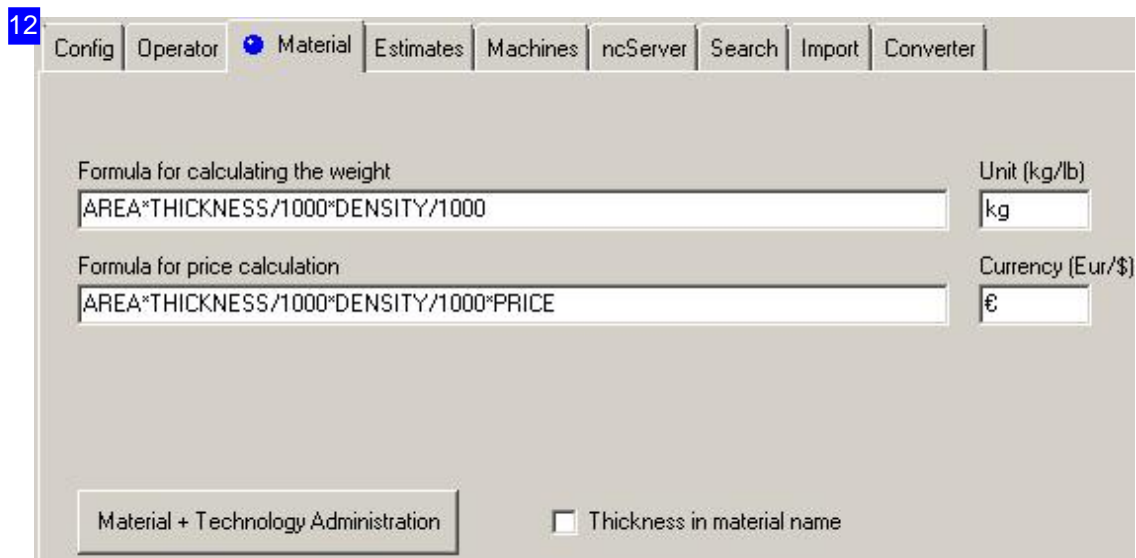 12
Config Operator Material Estimates Machines ncServer Search Import Converter
Formula for calculating the weight Unit (kg/lb)
AREA*THICKNESS/1000*DENSITY/1000 kg
Formula for price calculation Currency (Eur/$)
AREA*THICKNESS/1000*DENSITY/1000*PRICE €
Material + Technology Administration Thickness in material name